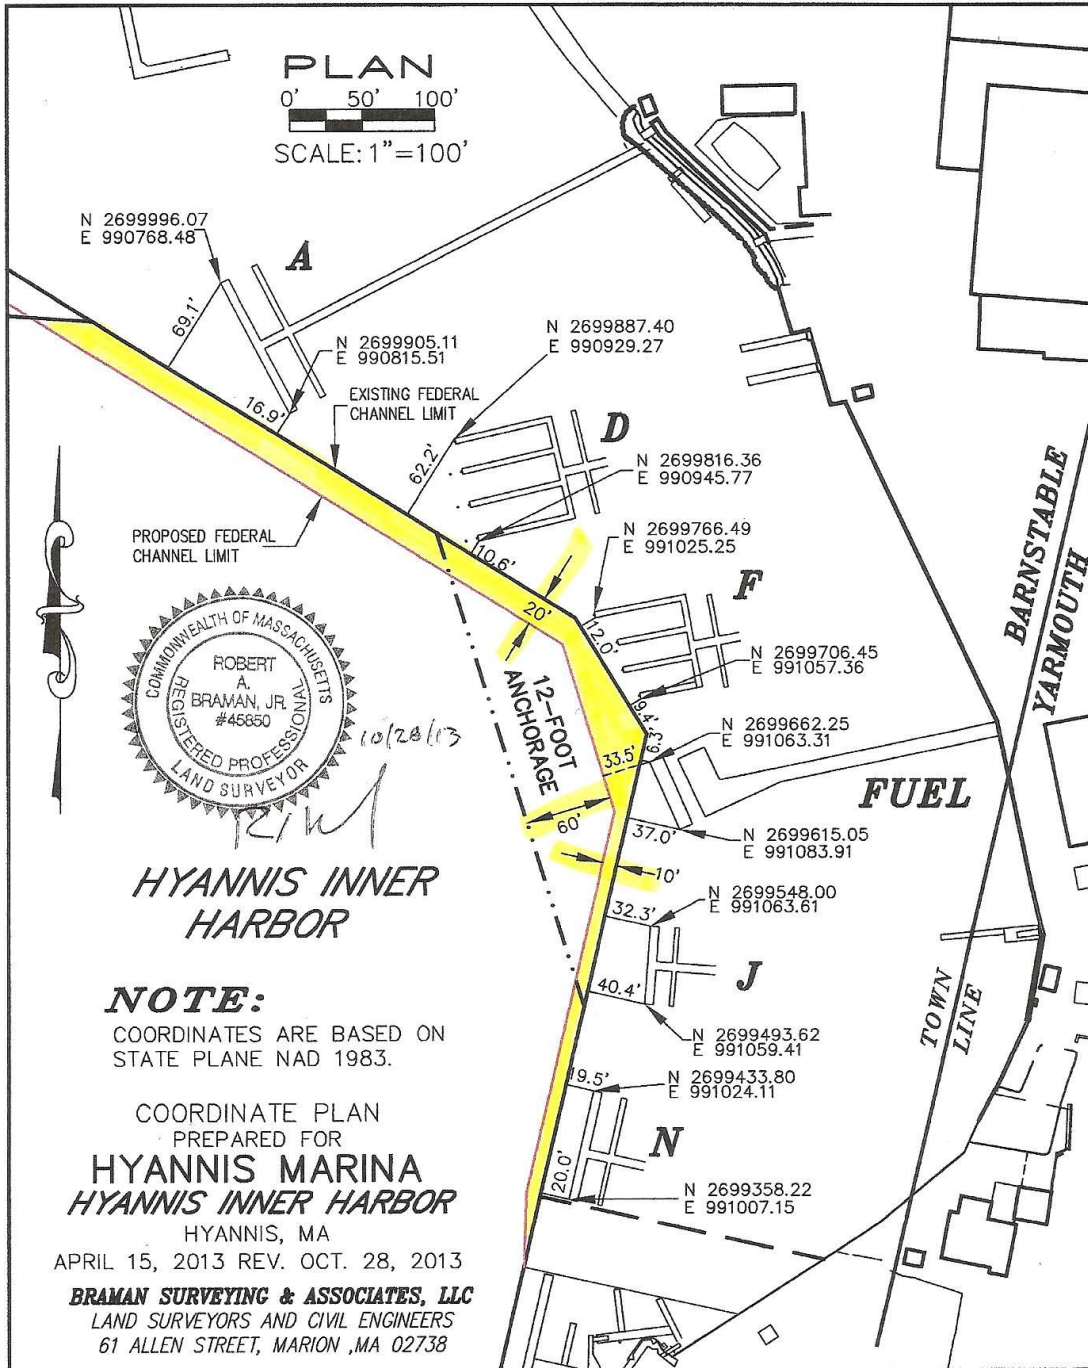 PLAN
0' 50' 100'
SCALE: 1"=100'
N 2699996.07
E 990768.48
A
69.1'
N 2699905.11
E 990815.51
16.9'
EXISTING FEDERAL
CHANNEL LIMIT
N 2699887.40
E 990929.27
62.2'
D
N 2699816.36
E 990945.77
10.6'
PROPOSED FEDERAL
CHANNEL LIMIT
N 2699766.49
E 991025.25
20'
12.0'
F
12-FOOT
ANCHORAGE
N 2699706.45
E 991057.36
9.4'
N 2699662.25
E 991063.31
33.5'
60'
FUEL
37.0'
N 2699615.05
E 991083.91
10'
N 2699548.00
E 991063.61
32.3'
J
40.4'
N 2699493.62
E 991059.41
19.5'
N 2699433.80
E 991024.11
N
20.0'
N 2699358.22
E 991007.15
BARNSTABLE
YARMOUTH
TOWN
LINE
COMMONWEALTH OF MASSACHUSETTS
ROBERT
A.
BRAMAN, JR.
#45850
REGISTERED PROFESSIONAL
LAND SURVEYOR
10/28/13
HYANNIS INNER
HARBOR
NOTE:
COORDINATES ARE BASED ON
STATE PLANE NAD 1983.
COORDINATE PLAN
PREPARED FOR
HYANNIS MARINA
HYANNIS INNER HARBOR
HYANNIS, MA
APRIL 15, 2013 REV. OCT. 28, 2013
BRAMAN SURVEYING & ASSOCIATES, LLC
LAND SURVEYORS AND CIVIL ENGINEERS
61 ALLEN STREET, MARION ,MA 02738